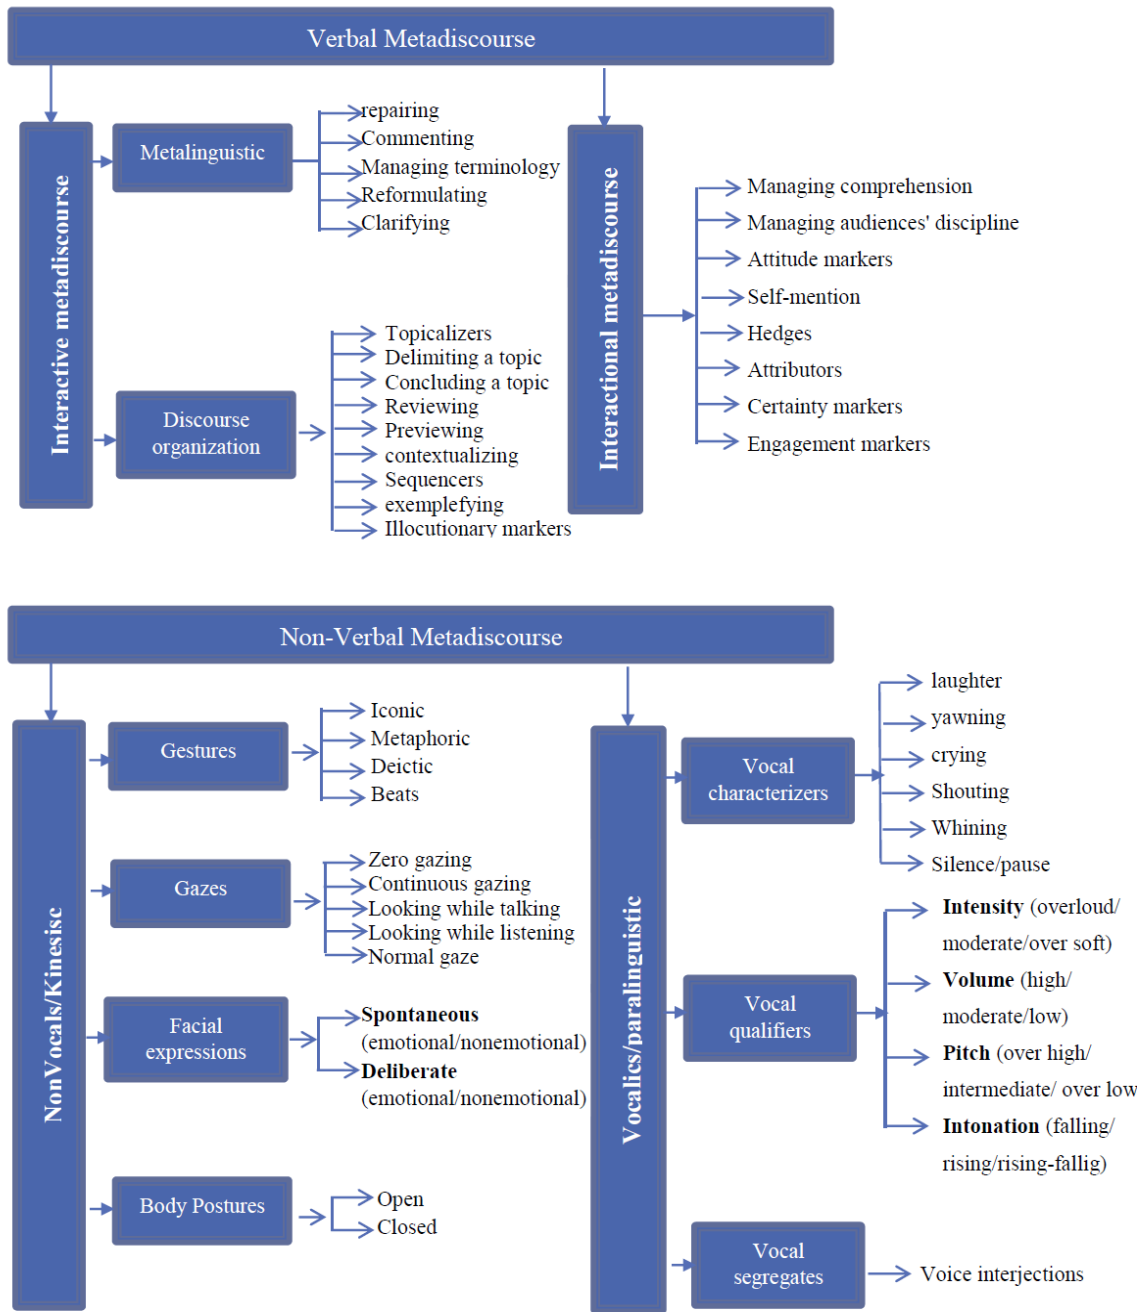 Verbal Metadiscourse
Interactive metadiscourse
Metalinguistic
repairing
Commenting
Managing terminology
Reformulating
Clarifying
Discourse
organization
Topicalizers
Delimiting a topic
Concluding a topic
Reviewing
Previewing
contextualizing
Sequencers
exemplefying
Illocutionary markers
Interactional metadiscourse
Managing comprehension
Managing audiences' discipline
Attitude markers
Self-mention
Hedges
Attributors
Certainty markers
Engagement markers
Non-Verbal Metadiscourse
NonVocals/Kinesisc
Gestures
Iconic
Metaphoric
Deictic
Beats
Gazes
Zero gazing
Continuous gazing
Looking while talking
Looking while listening
Normal gaze
Facial
expressions
Spontaneous
(emotional/nonemotional)
Deliberate
(emotional/nonemotional)
Body Postures
Open
Closed
Vocalics/paralinguistic
Vocal
characterizers
laughter
yawning
crying
Shouting
Whining
Silence/pause
Vocal
qualifiers
Intensity (overloud/
moderate/over soft)
Volume (high/
moderate/low)
Pitch (over high/
intermediate/ over low
Intonation (falling/
rising/rising-fallig)
Vocal
segregates
Voice interjections